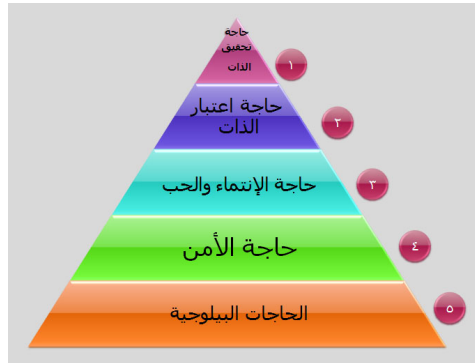 حاجة
تحقيق
الذات
١
حاجة اعتبار
الذات
٢
حاجة الإنتماء والحب
٣
حاجة الأمن
٤
الحاجات البيلوجية
٥